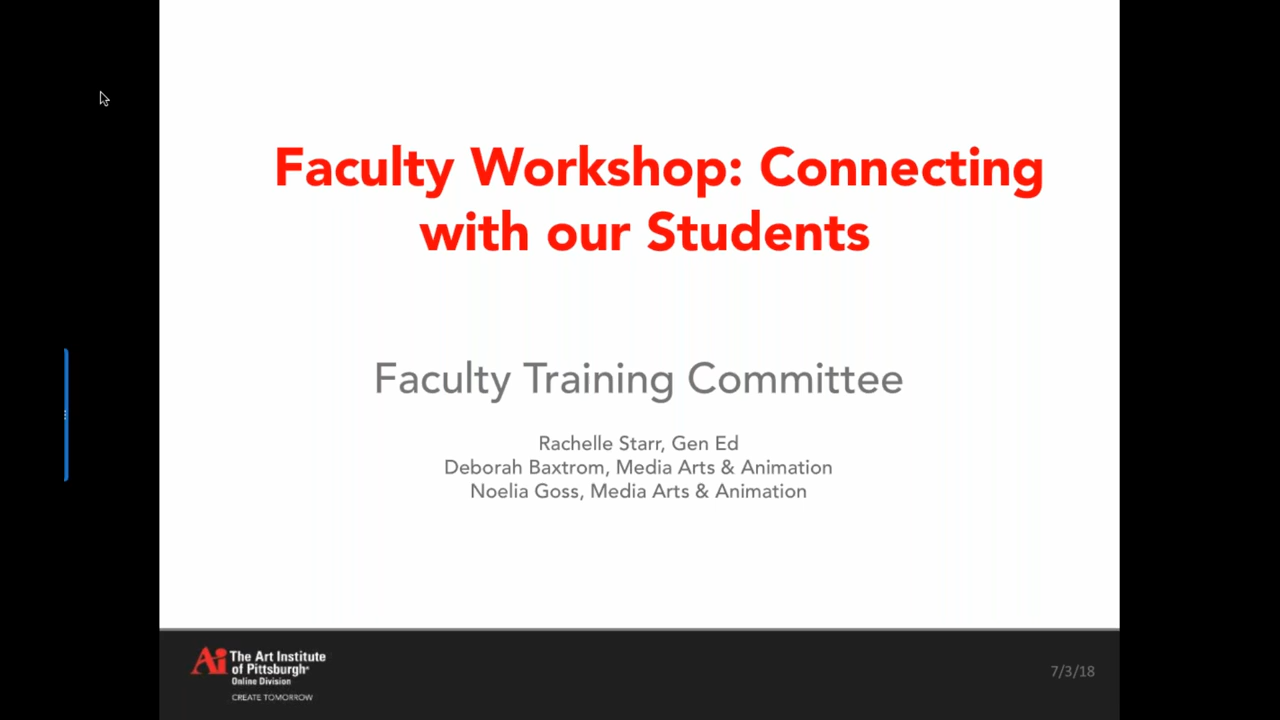 Faculty Workshop: Connecting
with our Students
Faculty Training Committee
Rachelle Starr, Gen Ed
Deborah Baxtrom, Media Arts & Animation
Noelia Goss, Media Arts & Animation
Ai The Art Institute
of Pittsburgh
Online Division
CREATE TOMORROW
7/3/18